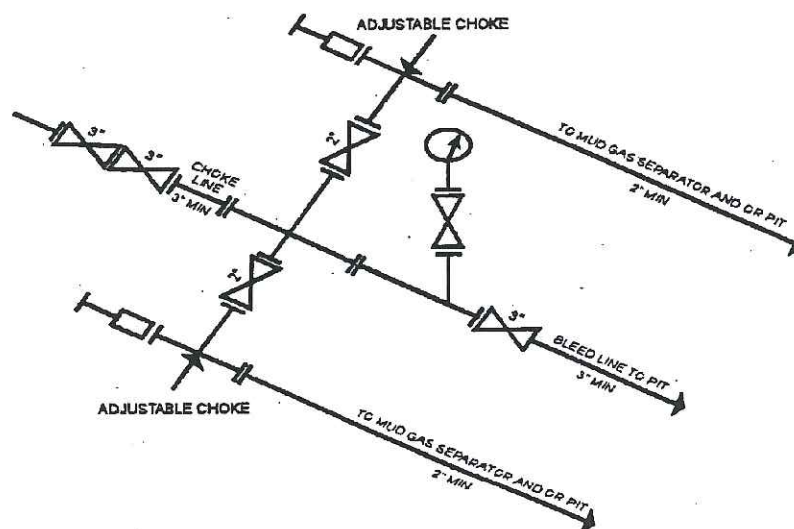 ADJUSTABLE CHOKE
3"
3"
CHOKE
LINE
3" MIN
2"
TO MUD GAS SEPARATOR AND OR PIT
2" MIN
2"
3"
BLEED LINE TO PIT
3" MIN
ADJUSTABLE CHOKE
TO MUD GAS SEPARATOR AND OR PIT
2" MIN